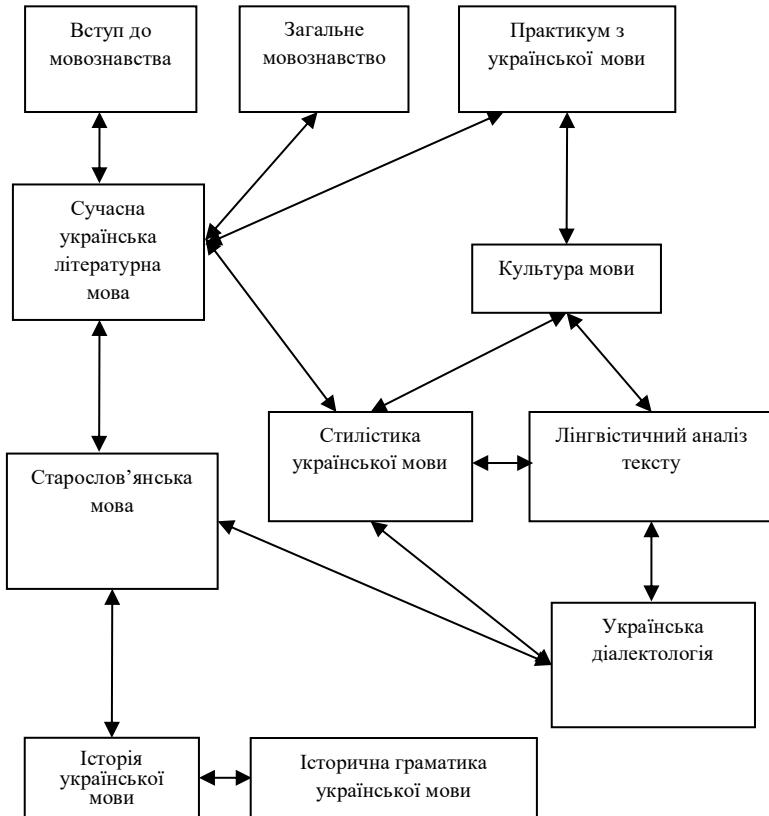 Вступ до
мовознавства
Загальне
мовознавство
Практикум з
української мови
Сучасна
українська
літературна
мова
Культура мови
Стилістика
української мови
Лінгвістичний аналіз
тексту
Старослов’янська
мова
Українська
діалектологія
Історія
української
мови
Історична граматика
української мови